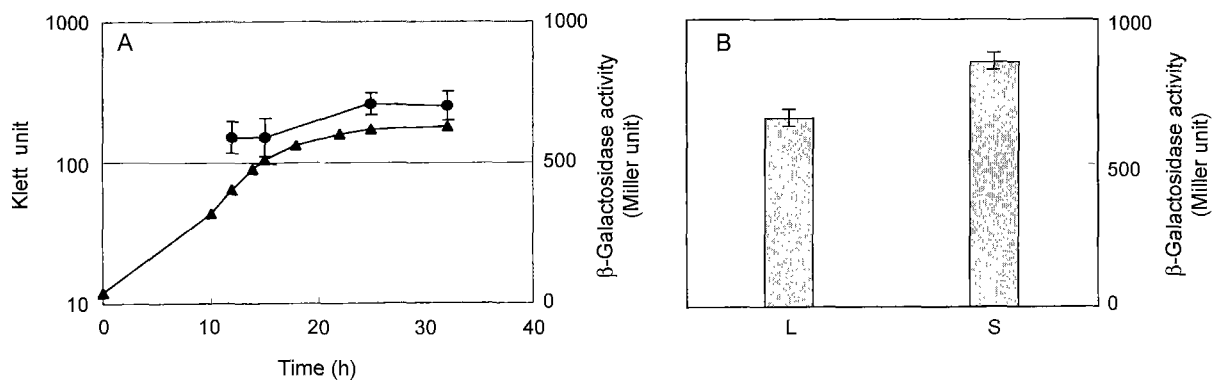 A
1000
100
10
Klett unit
0
10
20
30
40
Time (h)
1000
500
0
β-Galactosidase activity
(Miller unit)
B
L
S
1000
500
0
β-Galactosidase activity
(Miller unit)